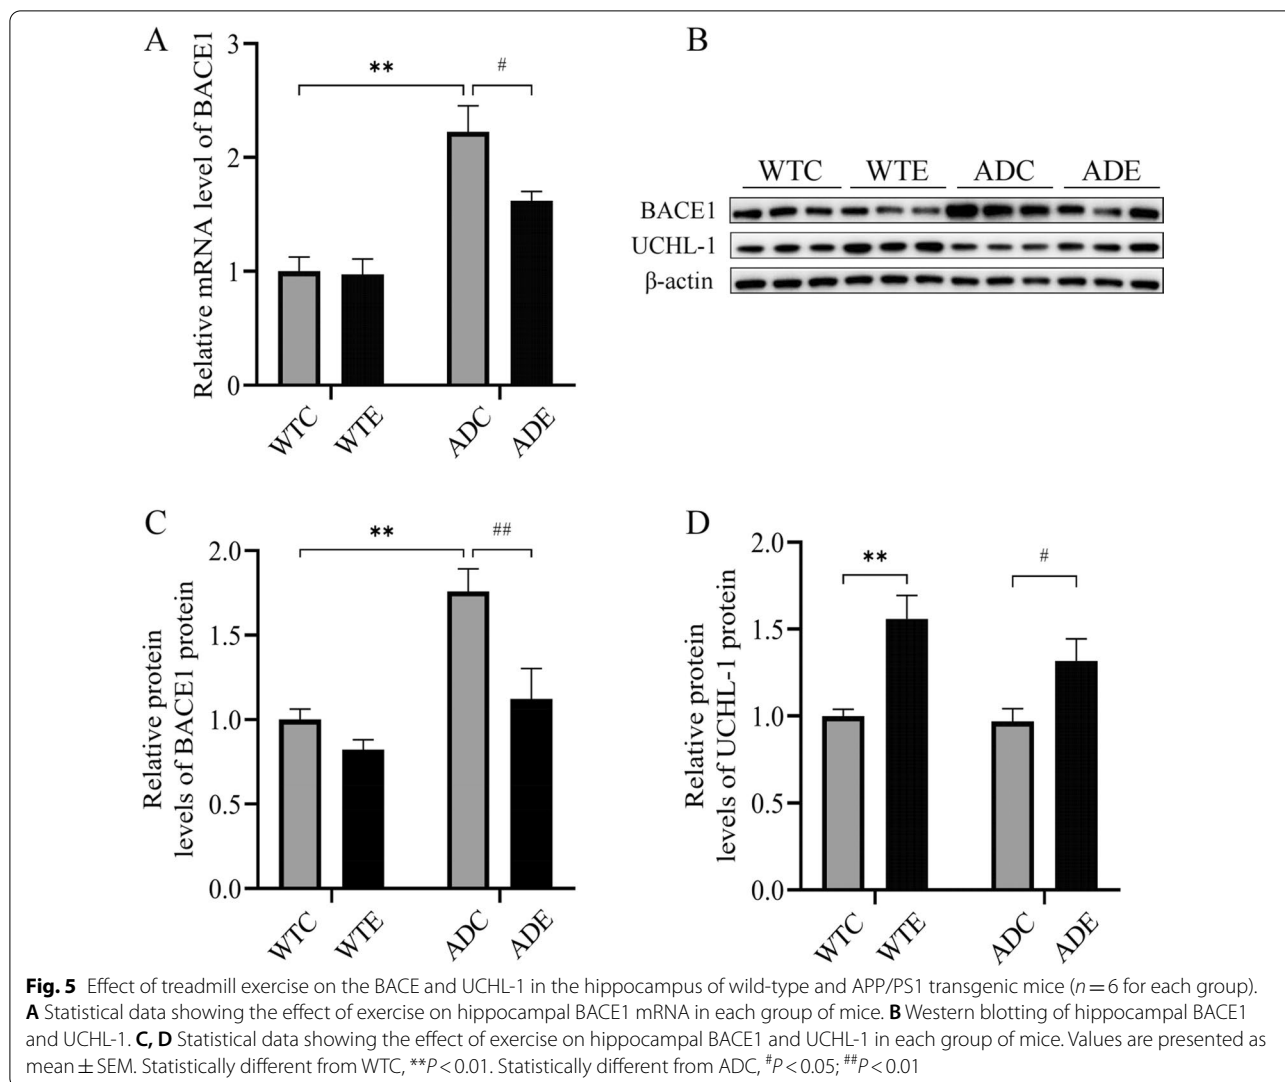 A
Relative mRNA level of BACE1
3
2
1
0
**
#
WTC
WTE
ADC
ADE
B
WTC WTE ADC ADE
BACE1
UCHL-1
β-actin
C
Relative protein
levels of BACE1 protein
2.0
1.5
1.0
0.5
0.0
**
##
WTC
WTE
ADC
ADE
D
Relative protein
levels of UCHL-1 protein
2.0
1.5
1.0
0.5
0.0
**
#
WTC
WTE
ADC
ADE
Fig. 5 Effect of treadmill exercise on the BACE and UCHL-1 in the hippocampus of wild-type and APP/PS1 transgenic mice (n = 6 for each group).
A Statistical data showing the effect of exercise on hippocampal BACE1 mRNA in each group of mice. B Western blotting of hippocampal BACE1
and UCHL-1. C, D Statistical data showing the effect of exercise on hippocampal BACE1 and UCHL-1 in each group of mice. Values are presented as
mean ± SEM. Statistically different from WTC, **P < 0.01. Statistically different from ADC, #P < 0.05; ##P < 0.01